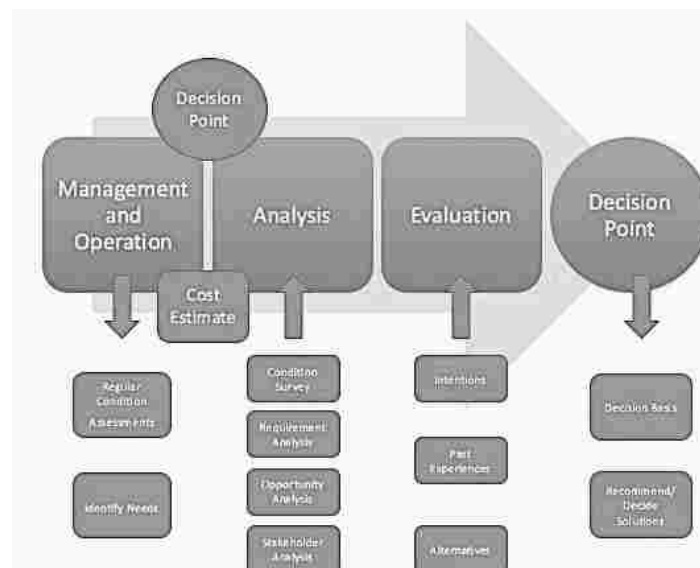 Decision
Point
Management
and
Operation
Analysis
Evaluation
Decision
Point
Cost
Estimate
Regular
Condition
Assessments
Identify Needs
Condition
Survey
Requirement
Analysis
Opportunity
Analysis
Stakeholder
Analysis
Intentions
Past
Experiences
Alternatives
Decision Basis
Recommend/
Decide
Solutions